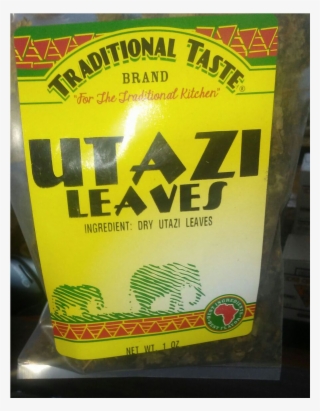 TRADITIONAL TASTE®
BRAND
"For The Traditional Kitchen"
UTAZI
LEAVES
INGREDIENT: DRY UTAZI LEAVES
NET WT. 1 OZ